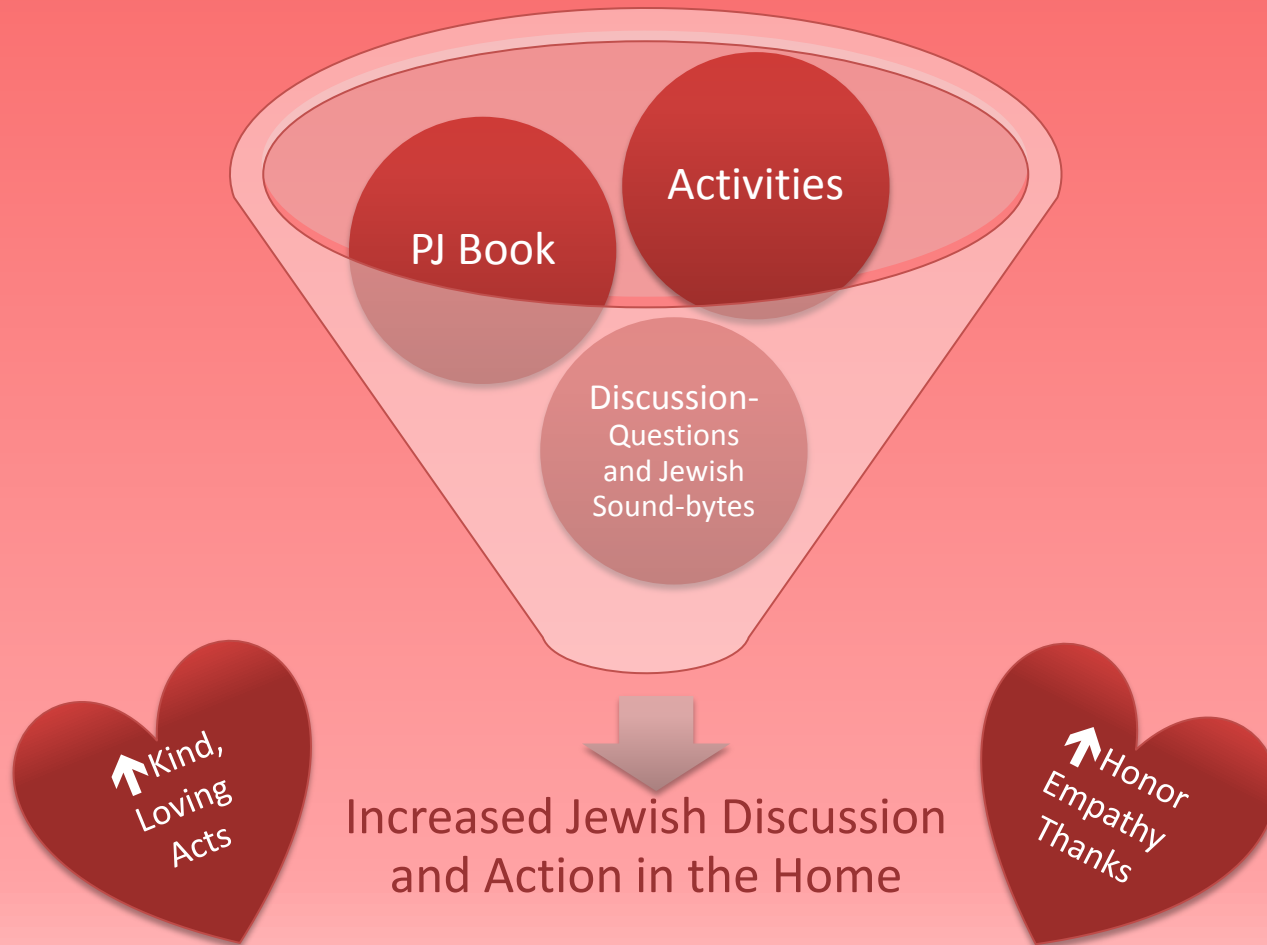 Activities
PJ Book
Discussion-
Questions
and Jewish
Sound-bytes
↑Kind,
Loving
Acts
Increased Jewish Discussion
and Action in the Home
↑Honor
Empathy
Thanks